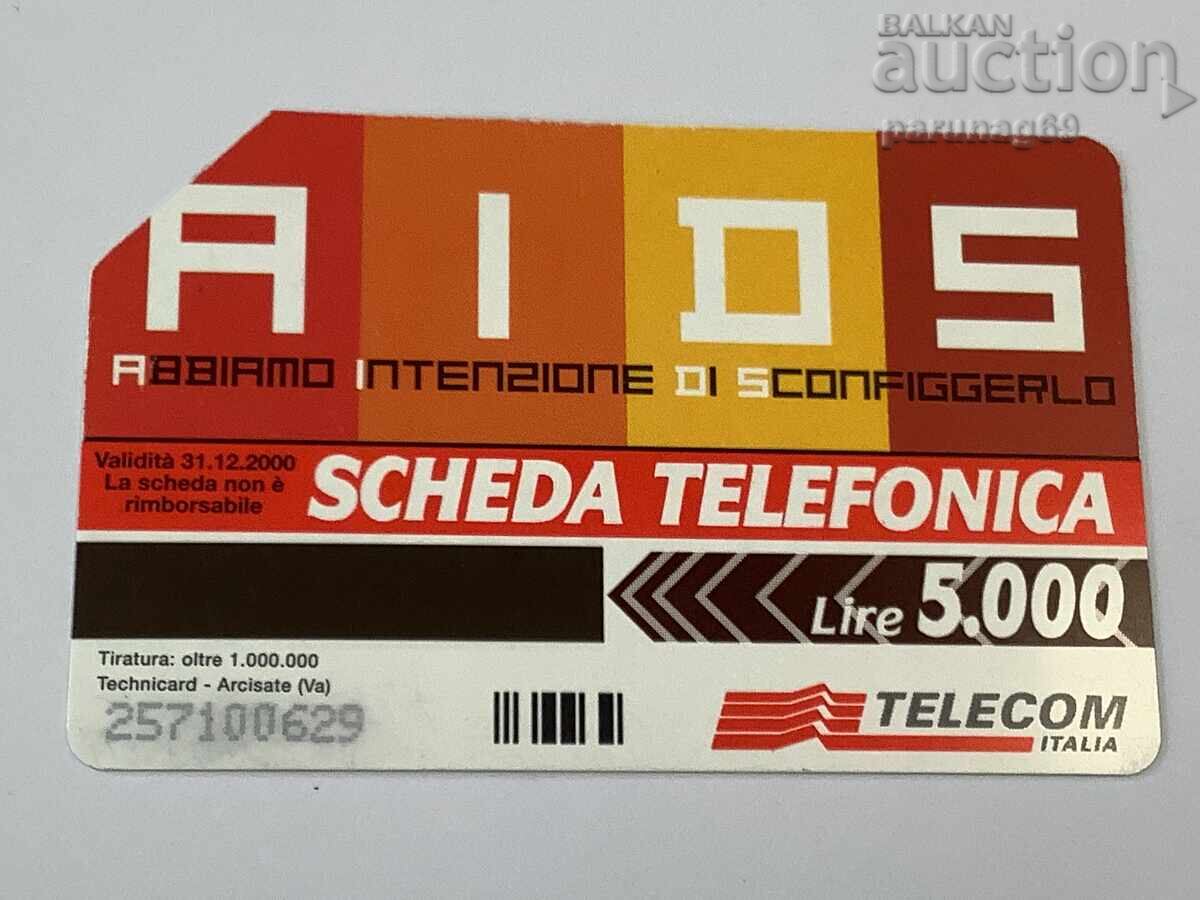 BALKAN
auction
parunag69
AIDS
ABBIAMO INTENZIONE DI SCONFIGGERLO
Validità 31.12.2000
La scheda non è
rimborsabile
SCHEDA TELEFONICA
Lire 5.000
Tiratura: oltre 1.000.000
Technicard - Arcisate (Va)
257100629
TELECOM
ITALIA